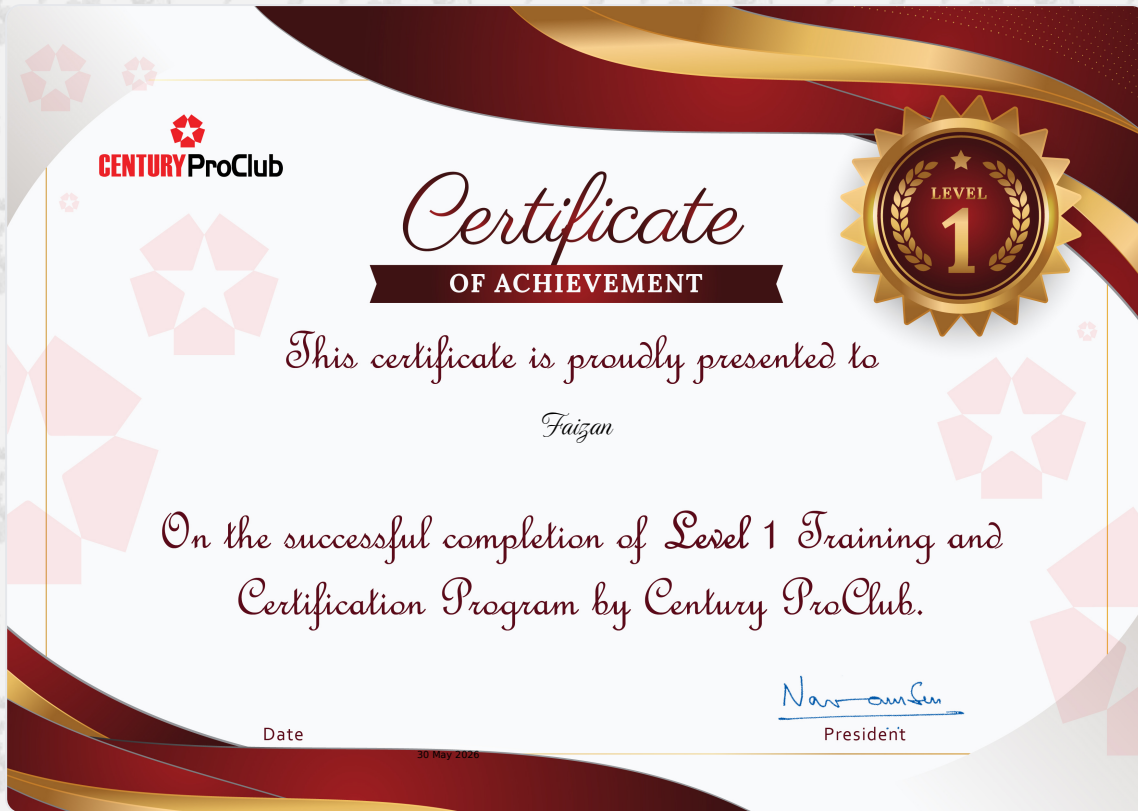 CENTURY ProClub
LEVEL
1
Certificate
OF ACHIEVEMENT
This certificate is proudly presented to
Faizan
On the successful completion of Level 1 Training and
Certification Program by Century ProClub.
Date
President
30 May 2026